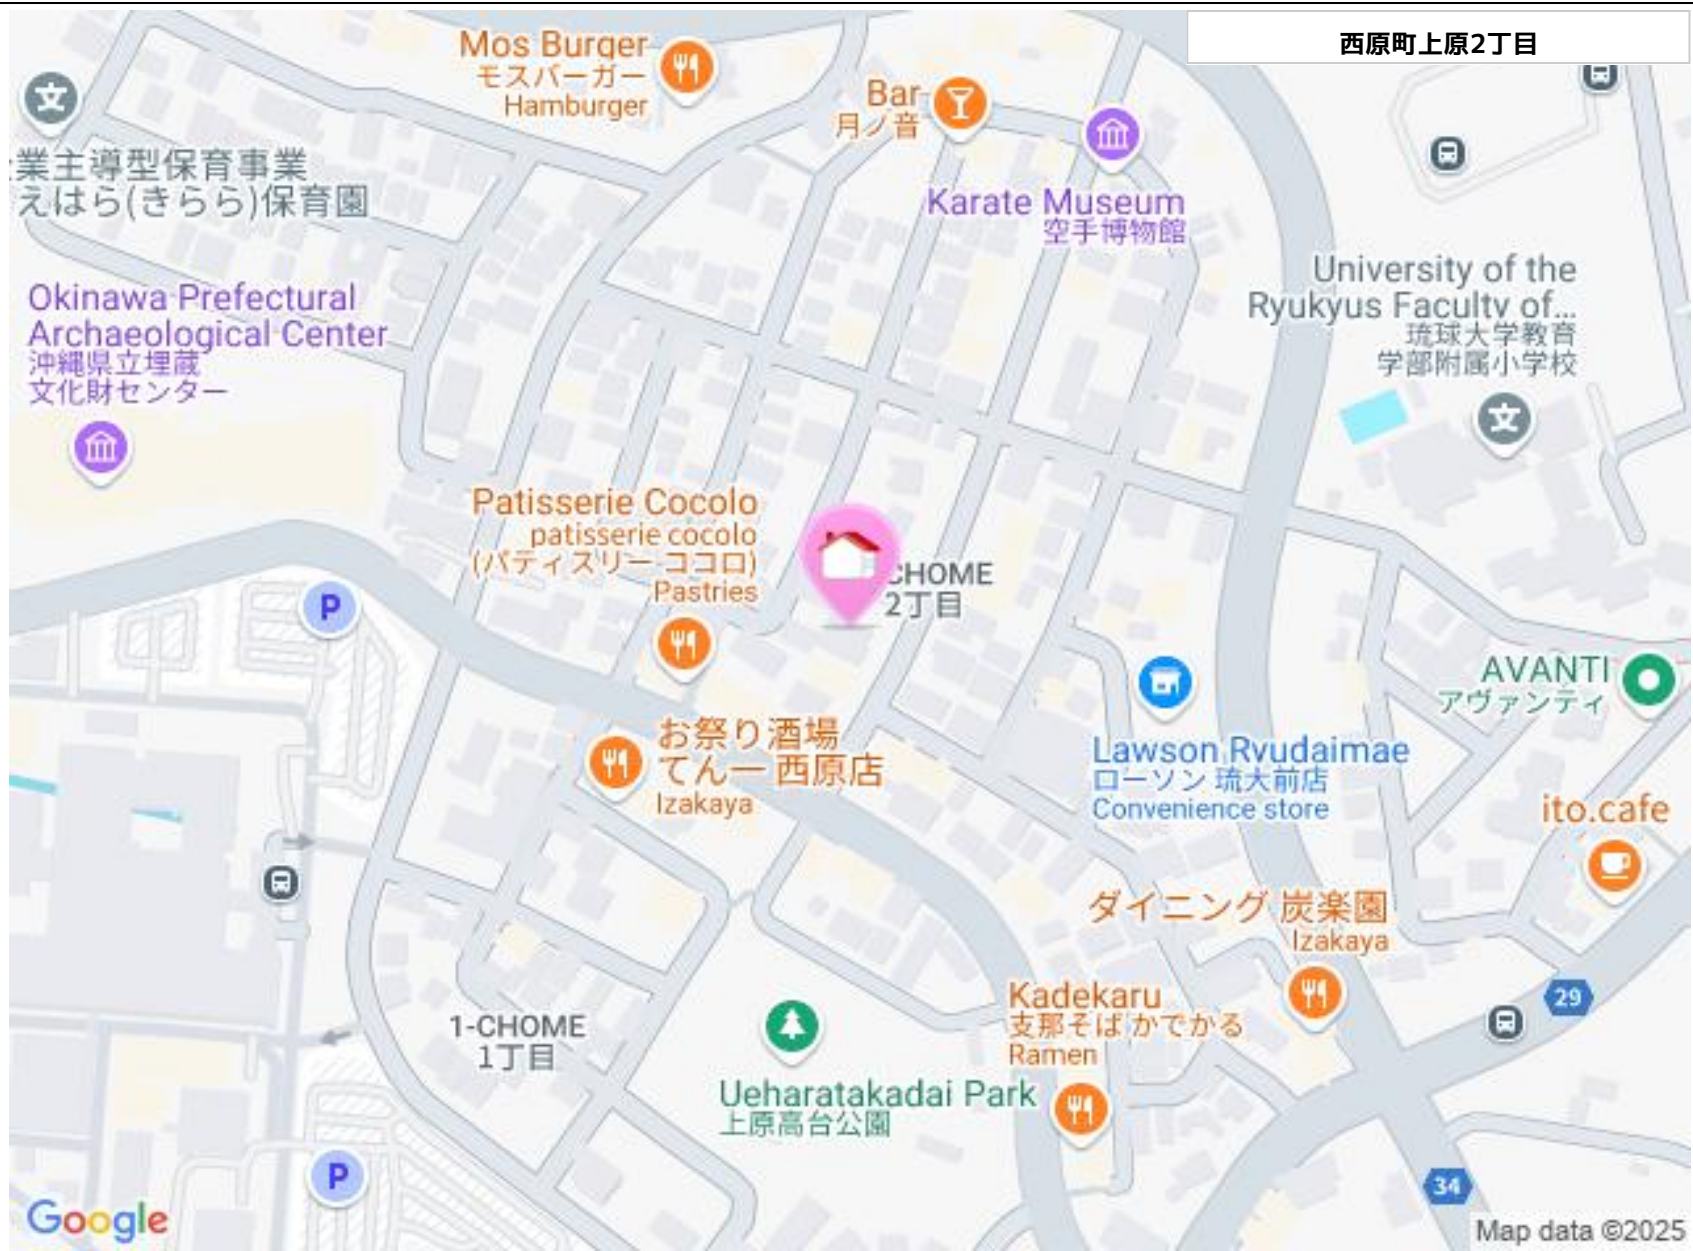 西原町上原2丁目
Mos Burger
モスバーガー
Hamburger
Bar
月ノ音
Karate Museum
空手博物館
業主導型保育事業
えはら(きらら)保育園
Okinawa Prefectural
Archaeological Center
沖縄県立埋蔵
文化財センター
University of the
Ryukyus Faculty of...
琉球大学教育
学部附属小学校
Patisserie Cocolo
patisserie cocolo
(パティスリー ココロ)
Pastries
CHOME
2丁目
P
AVANTI
アヴァンティ
お祭り酒場
てん一 西原店
Izakaya
Lawson Ryudaimae
ローソン 琉大前店
Convenience store
ito.cafe
ダイニング 炭楽園
Izakaya
29
Kadekaru
支那そば かでかる
Ramen
1-CHOME
1丁目
Ueharatakadai Park
上原高台公園
P
34
Google
Map data ©2025